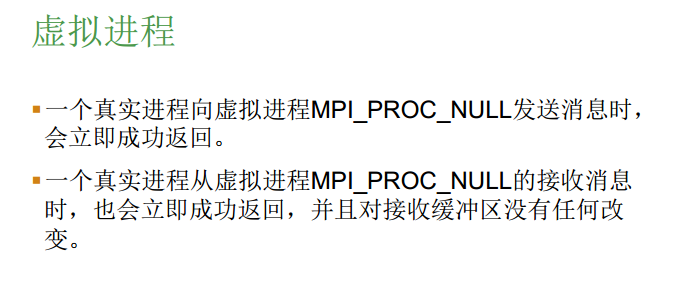 虚拟进程
▪一个真实进程向虚拟进程MPI_PROC_NULL发送消息时，
会立即成功返回。
▪一个真实进程从虚拟进程MPI_PROC_NULL的接收消息
时，也会立即成功返回，并且对接收缓冲区没有任何改
变。